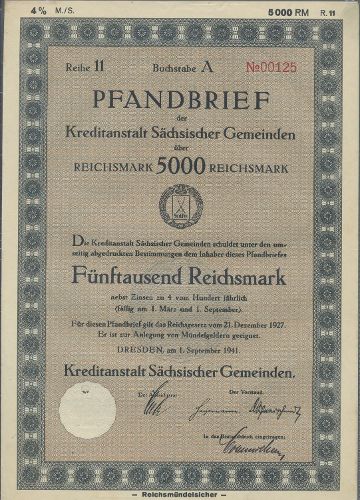 4% M./S. 5000 RM R. 11
Reihe 11 Buchstabe A №00125
PFANDBRIEF
der
Kreditanstalt Sächsischer Gemeinden
über
REICHSMARK 5000 REICHSMARK
Die Kreditanstalt Sächsischer Gemeinden schuldet unter den um-
seitig abgedruckten Bestimmungen dem Inhaber dieses Pfandbriefes
Fünftausend Reichsmark
nebst Zinsen zu 4 vom Hundert jährlich
(fällig am 1. März und 1. September).
Für diesen Pfandbrief gilt das Reichsgesetz vom 21. Dezember 1927.
Er ist zur Anlegung von Mündelgeldern geeignet.
DRESDEN, am 1. September 1941.
Kreditanstalt Sächsischer Gemeinden.
Der Vorstand.
In das Bestandbuch eingetragen:
– Reichsmündelsicher –